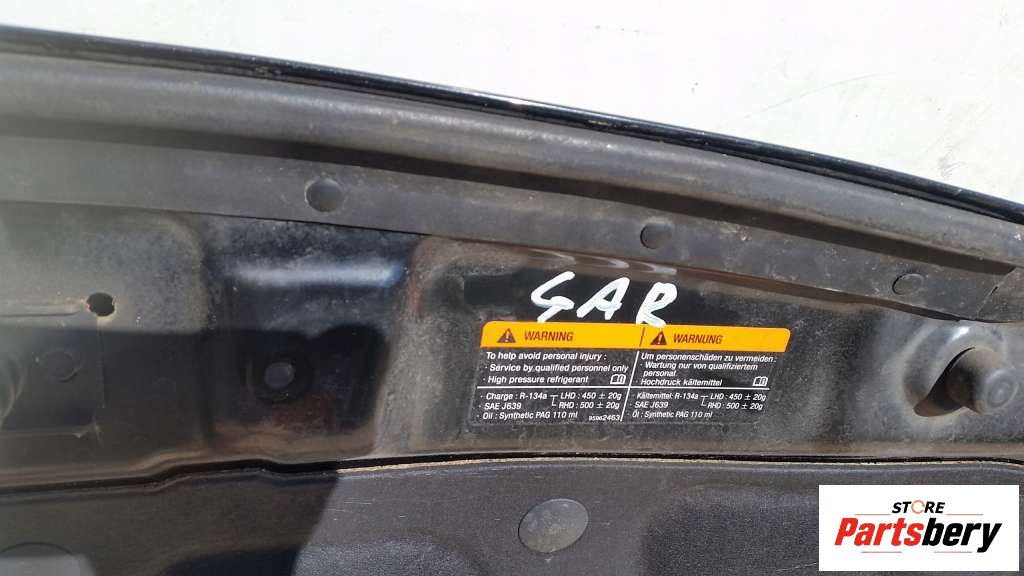 GAR
WARNING
To help avoid personal injury :
· Service by qualified personnel only
· High pressure refrigerant
· Charge : R-134a LHD : 450 ± 20g
· SAE J639 RHD : 500 ± 20g
· Oil : Synthetic PAG 110 ml
95002463
WARNUNG
Um personenschäden zu vermeiden :
· Wartung nur von qualifiziertem
personal.
· Hochdruck kältemittel
· Kältemittel: R-134a LHD : 450 ± 20g
SAE J639 RHD : 500 ± 20g
· Öl : Synthetic PAG 110 ml
STORE
Partsbery